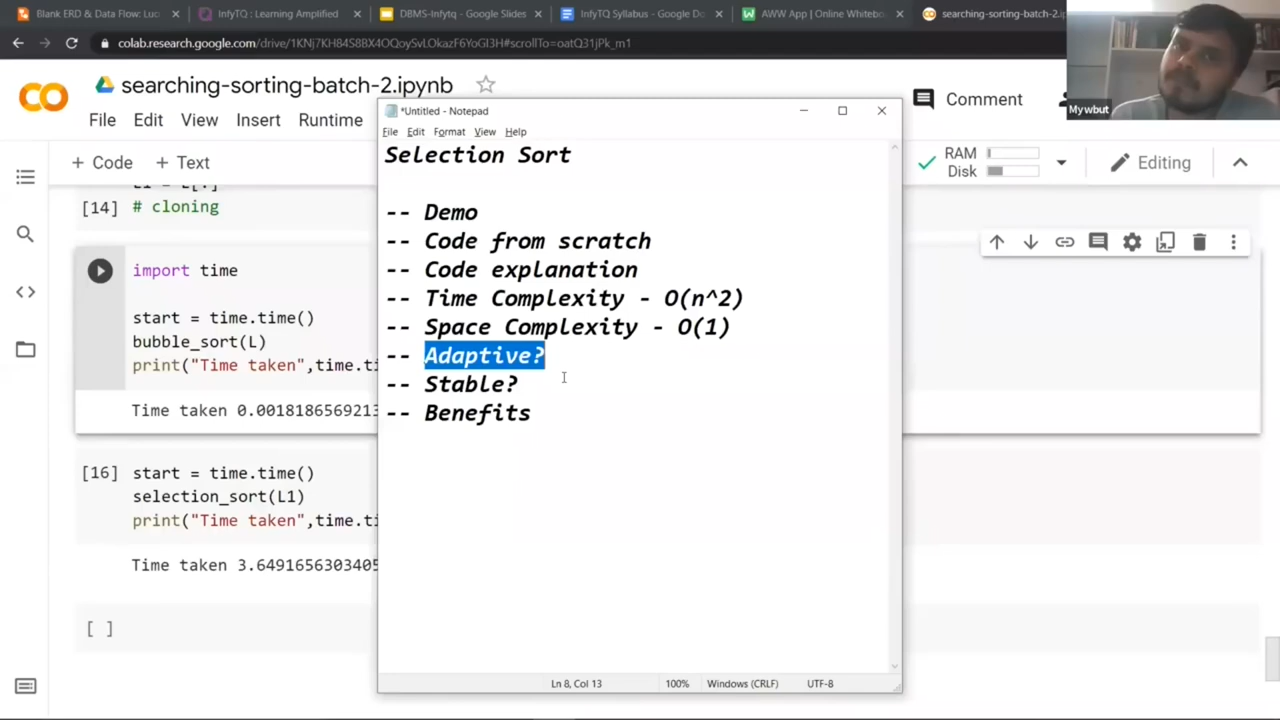 Blank ERD & Data Flow: Luc
InfyTQ : Learning Amplified
DBMS-Infytq - Google Slides
InfyTQ Syllabus - Google Do
AWW App | Online Whitebo
searching-sorting-batch-2.ip
colab.research.google.com/drive/1KNj7KH84S8BX4OQoySvLOkazF6YoGI3H#scrollTo=oatQ31jPk_m1
Mywbut
CO
searching-sorting-batch-2.ipynb
File Edit View Insert Runtime
Comment
+ Code + Text
RAM
Disk
Editing
[14] # cloning
import time
start = time.time()
bubble_sort(L)
print("Time taken",time.ti
Time taken 0.0018186569213
[16] start = time.time()
selection_sort(L1)
print("Time taken",time.ti
Time taken 3.6491656303405
[ ]
*Untitled - Notepad
File Edit Format View Help
Selection Sort
-- Demo
-- Code from scratch
-- Code explanation
-- Time Complexity - O(n^2)
-- Space Complexity - O(1)
-- Adaptive?
-- Stable?
-- Benefits
Ln 8, Col 13 100% Windows (CRLF) UTF-8